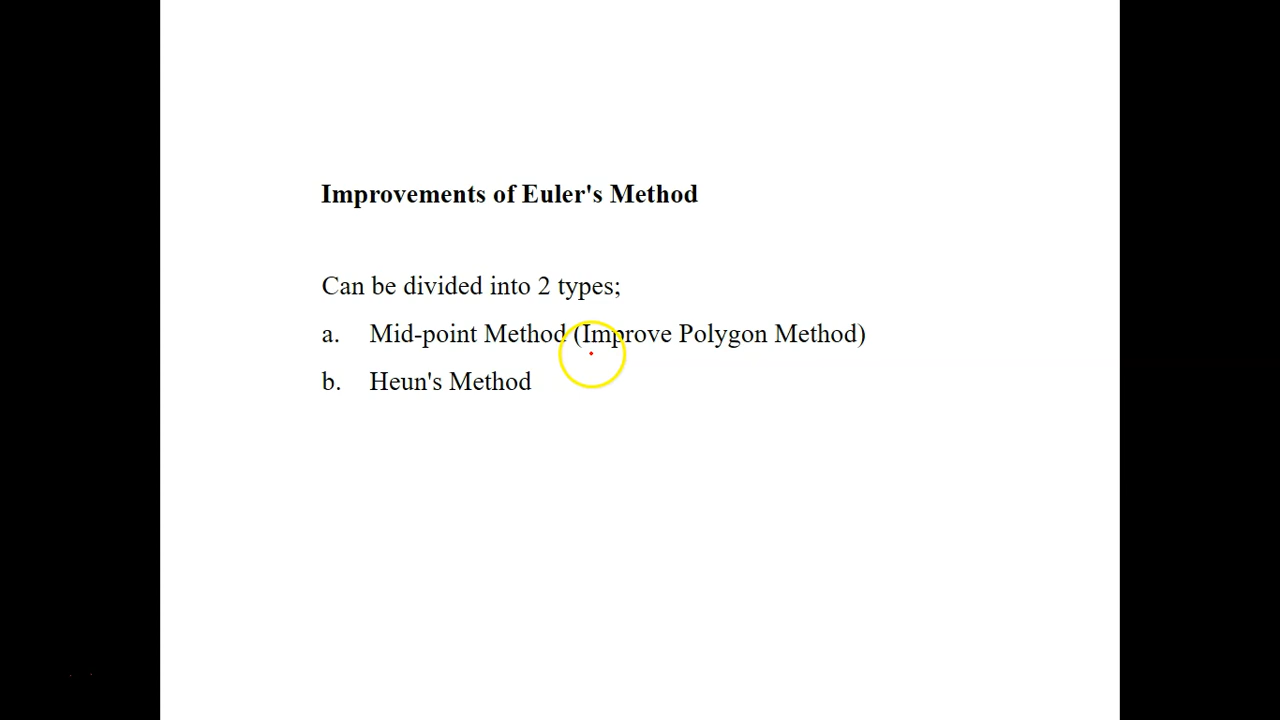 Improvements of Euler's Method
Can be divided into 2 types;
a. Mid-point Method (Improve Polygon Method)
b. Heun's Method